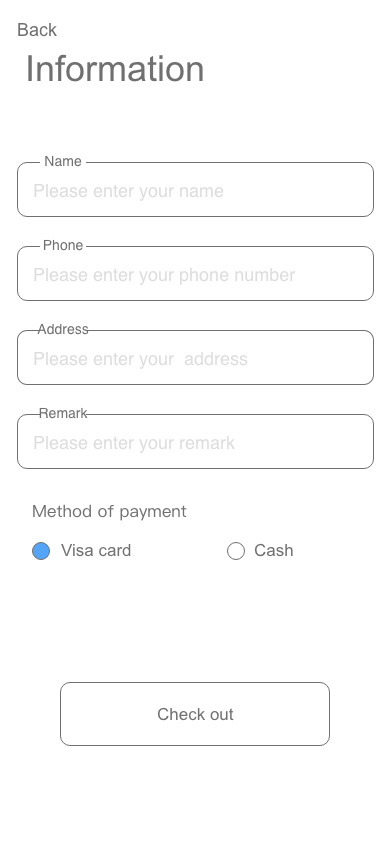 Back
Information
Name
Please enter your name
Phone
Please enter your phone number
Address
Please enter your  address
Remark
Please enter your remark
Method of payment
Visa card
Cash
Check out